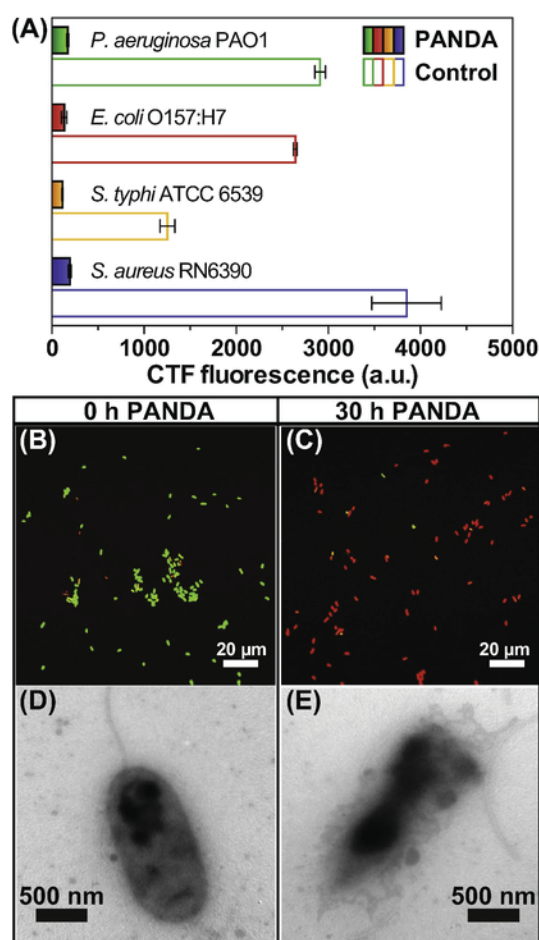 (A)
P. aeruginosa PAO1
PANDA
Control
E. coli O157:H7
S. typhi ATCC 6539
S. aureus RN6390
0 1000 2000 3000 4000 5000
CTF fluorescence (a.u.)
0 h PANDA
30 h PANDA
(B)
(C)
20 µm
20 µm
(D)
(E)
500 nm
500 nm